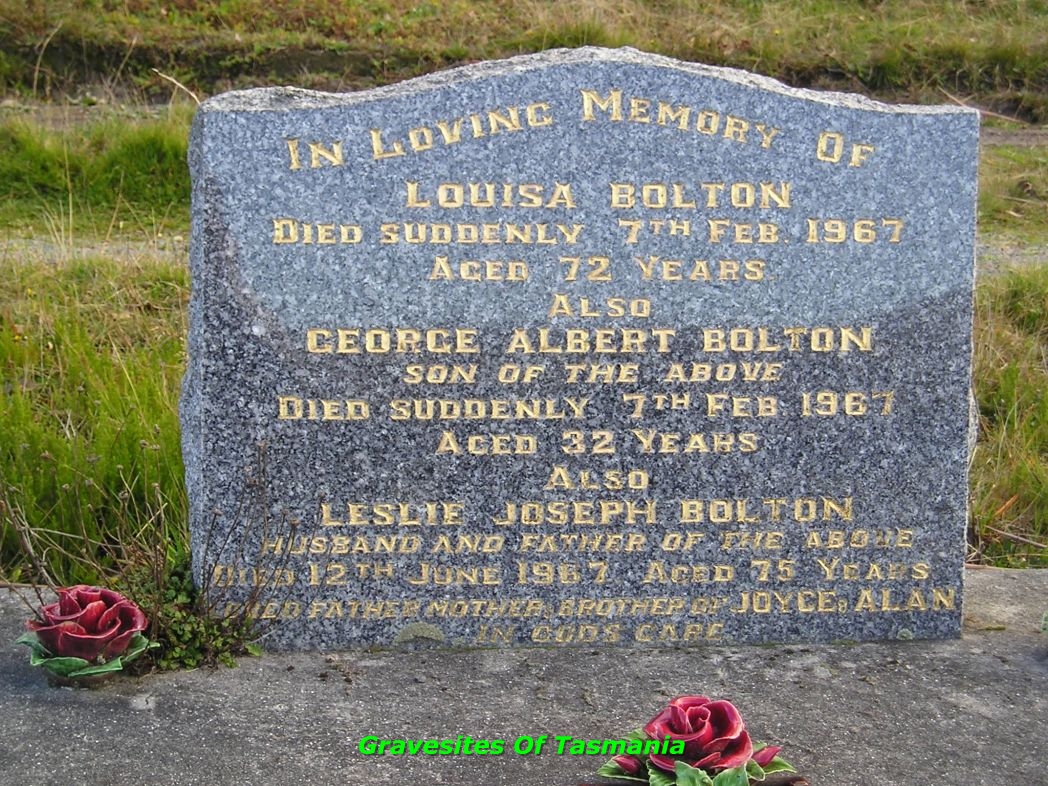 IN LOVING MEMORY OF
LOUISA BOLTON
DIED SUDDENLY 7TH FEB. 1967
AGED 72 YEARS.
ALSO
GEORGE ALBERT BOLTON
SON OF THE ABOVE
DIED SUDDENLY 7TH FEB. 1967
AGED 32 YEARS
ALSO
LESLIE JOSEPH BOLTON
HUSBAND AND FATHER OF THE ABOVE
DIED 12TH JUNE 1967 AGED 75 YEARS
LOVED FATHER MOTHER, BROTHER OF JOYCE, ALAN
IN GODS CARE
Gravesites Of Tasmania